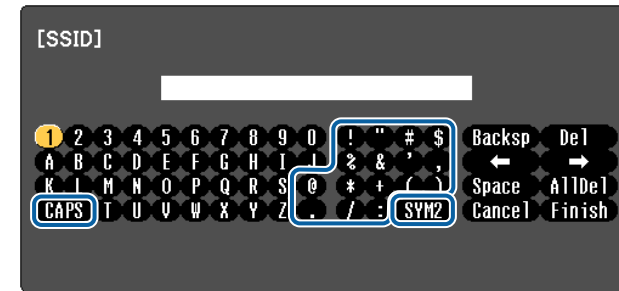 [SSID]
1 2 3 4 5 6 7 8 9 0 ! " # $ Backsp Del
A B C D E F G H I J % & ' , ← →
K L M N O P Q R S @ * + ( ) Space AllDel
CAPS T U V W X Y Z . / : SYM2 Cancel Finish